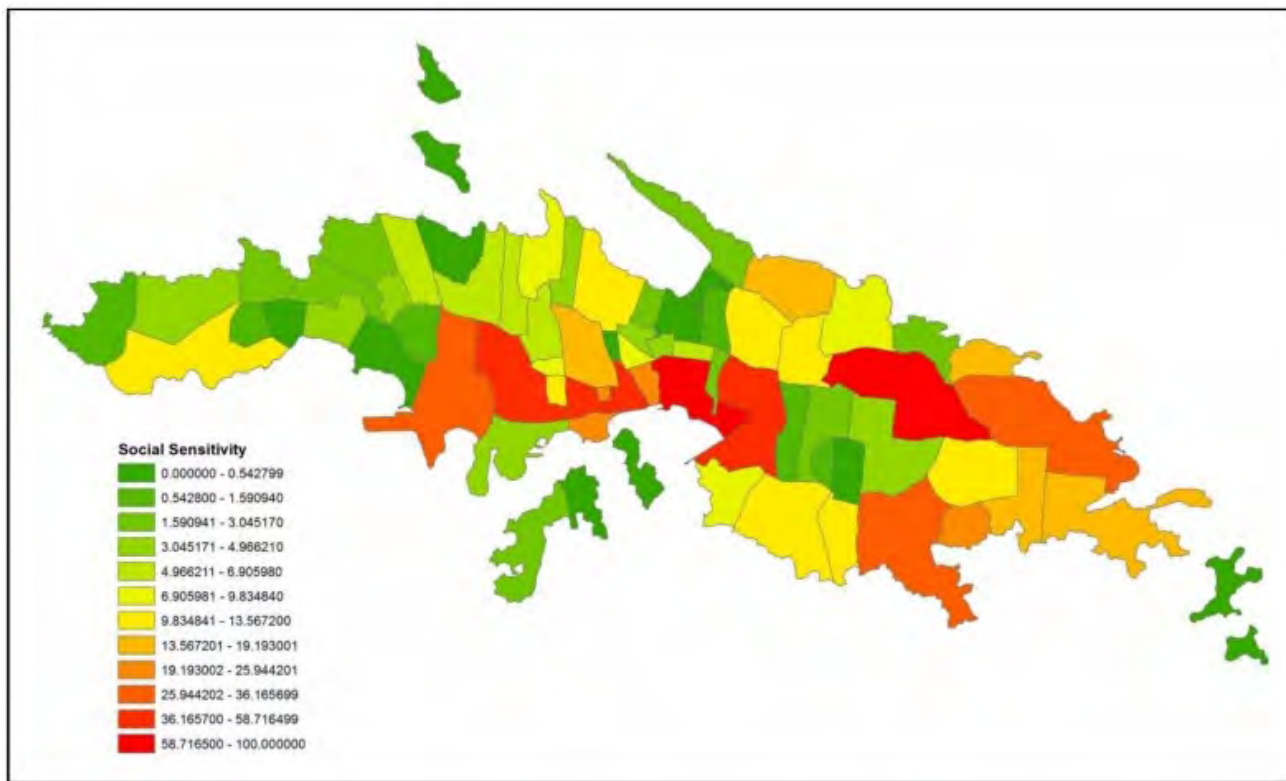 Social Sensitivity
0.000000 - 0.542799
0.542800 - 1.590940
1.590941 - 3.045170
3.045171 - 4.966210
4.966211 - 6.905980
6.905981 - 9.834840
9.834841 - 13.567200
13.567201 - 19.193001
19.193002 - 25.944201
25.944202 - 36.165699
36.165700 - 58.716499
58.716500 - 100.000000